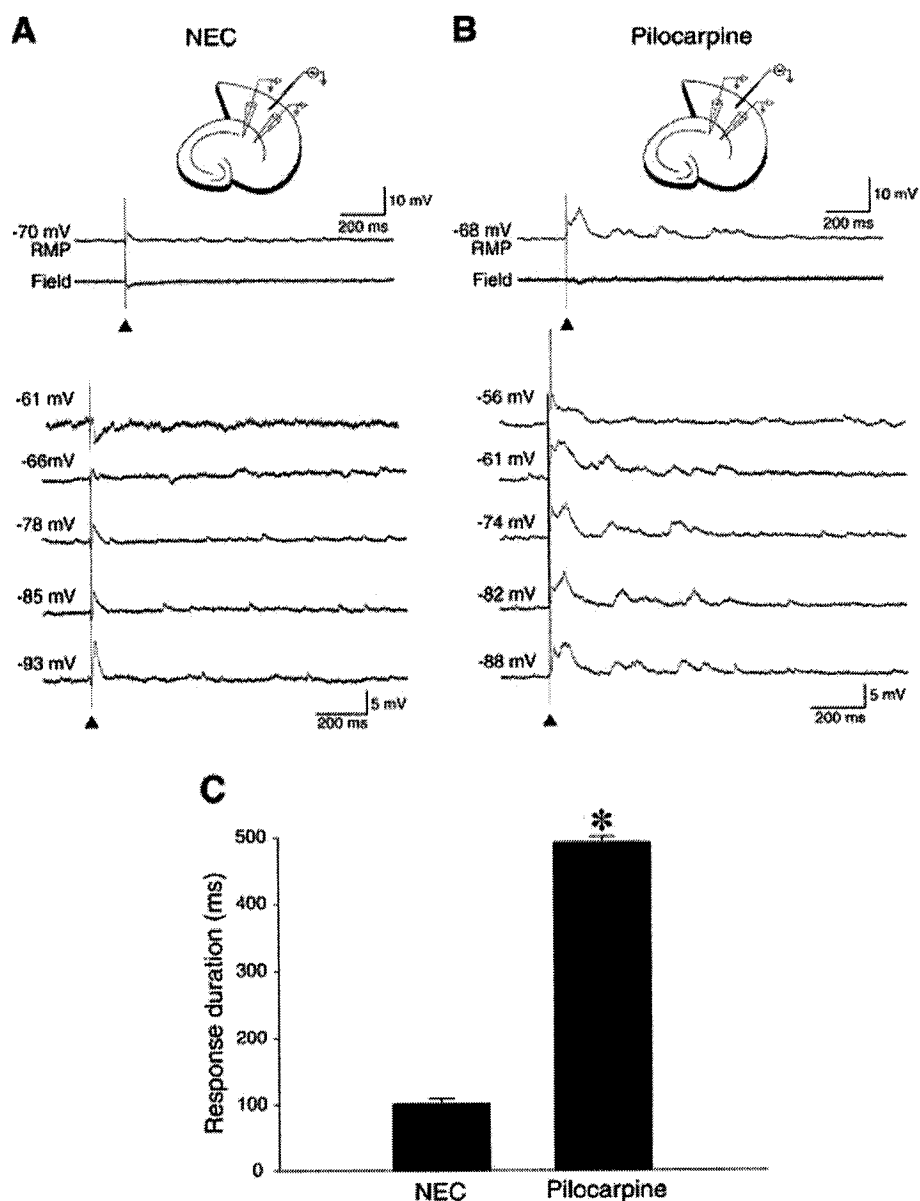 A
NEC
10 mV
200 ms
-70 mV
RMP
Field
-61 mV
-66mV
-78 mV
-85 mV
-93 mV
5 mV
200 ms
B
Pilocarpine
10 mV
200 ms
-68 mV
RMP
Field
-56 mV
-61 mV
-74 mV
-82 mV
-88 mV
5 mV
200 ms
C
Response duration (ms)
500
400
300
200
100
0
*
NEC
Pilocarpine